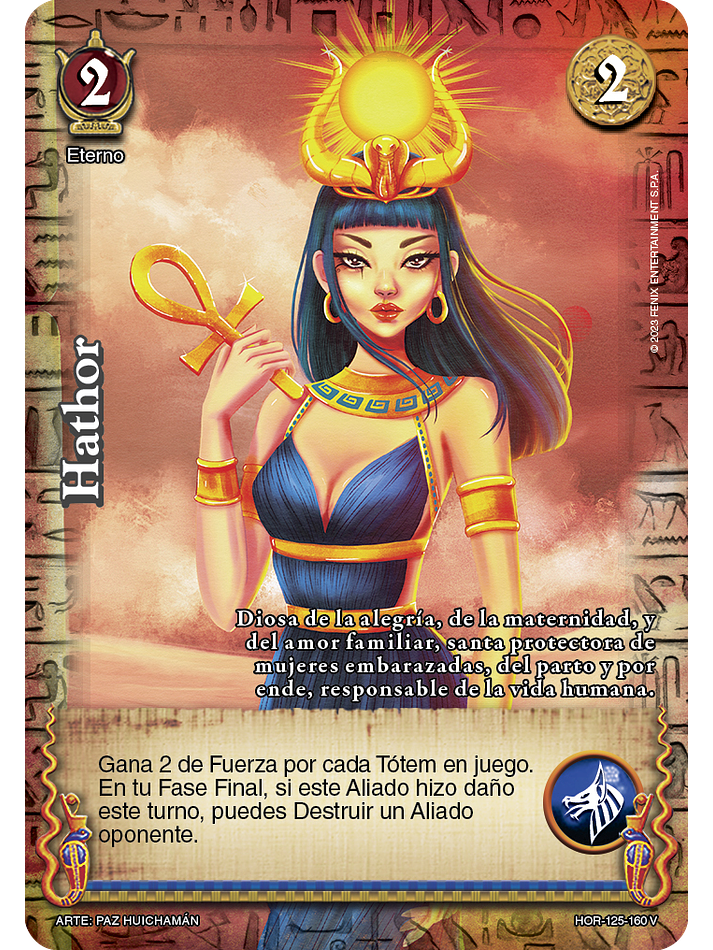 2
2
Eterno
© 2023 FENIX ENTERTAINMENT S.P.A.
Hathor
Diosa de la alegría, de la maternidad, y
del amor familiar, santa protectora de
mujeres embarazadas, del parto y por
ende, responsable de la vida humana.
Gana 2 de Fuerza por cada Tótem en juego.
En tu Fase Final, si este Aliado hizo daño
este turno, puedes Destruir un Aliado
oponente.
ARTE: PAZ HUICHAMÁN
HOR-125-160 V